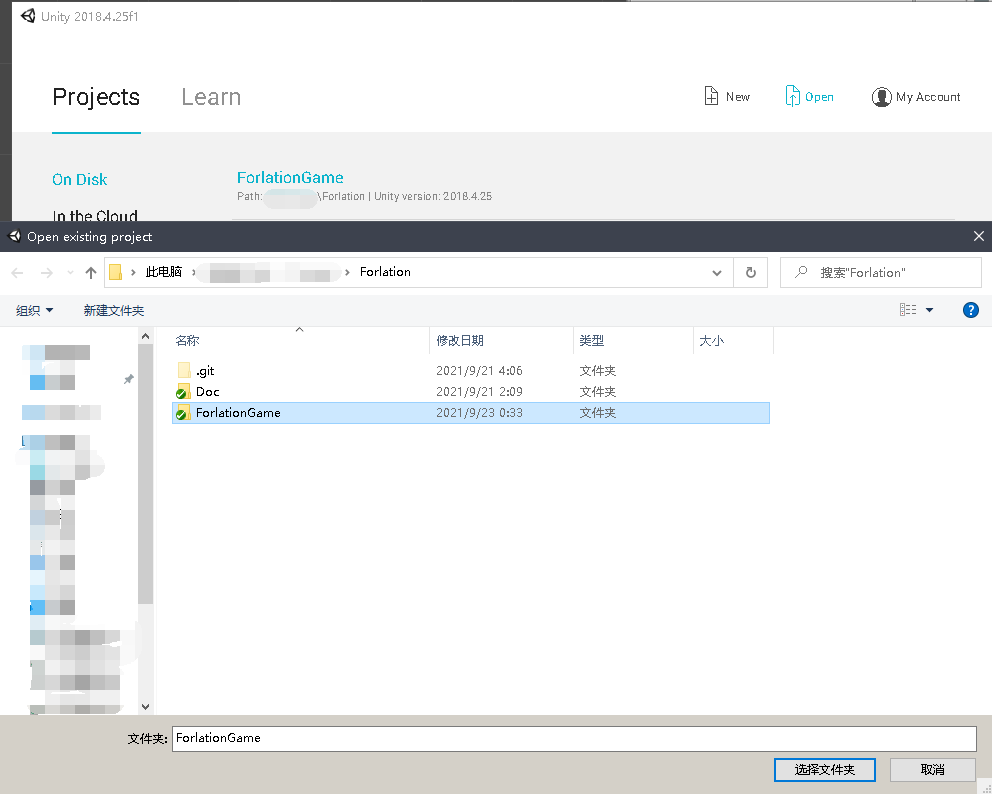 Unity 2018.4.25f1
Projects Learn New Open My Account
On Disk
ForlationGame
Path: \Forlation | Unity version: 2018.4.25
In the Cloud
Open existing project
此电脑 Forlation 搜索"Forlation"
组织 新建文件夹
名称 修改日期 类型 大小
.git 2021/9/21 4:06 文件夹
Doc 2021/9/21 2:09 文件夹
ForlationGame 2021/9/23 0:33 文件夹
文件夹: ForlationGame
选择文件夹 取消